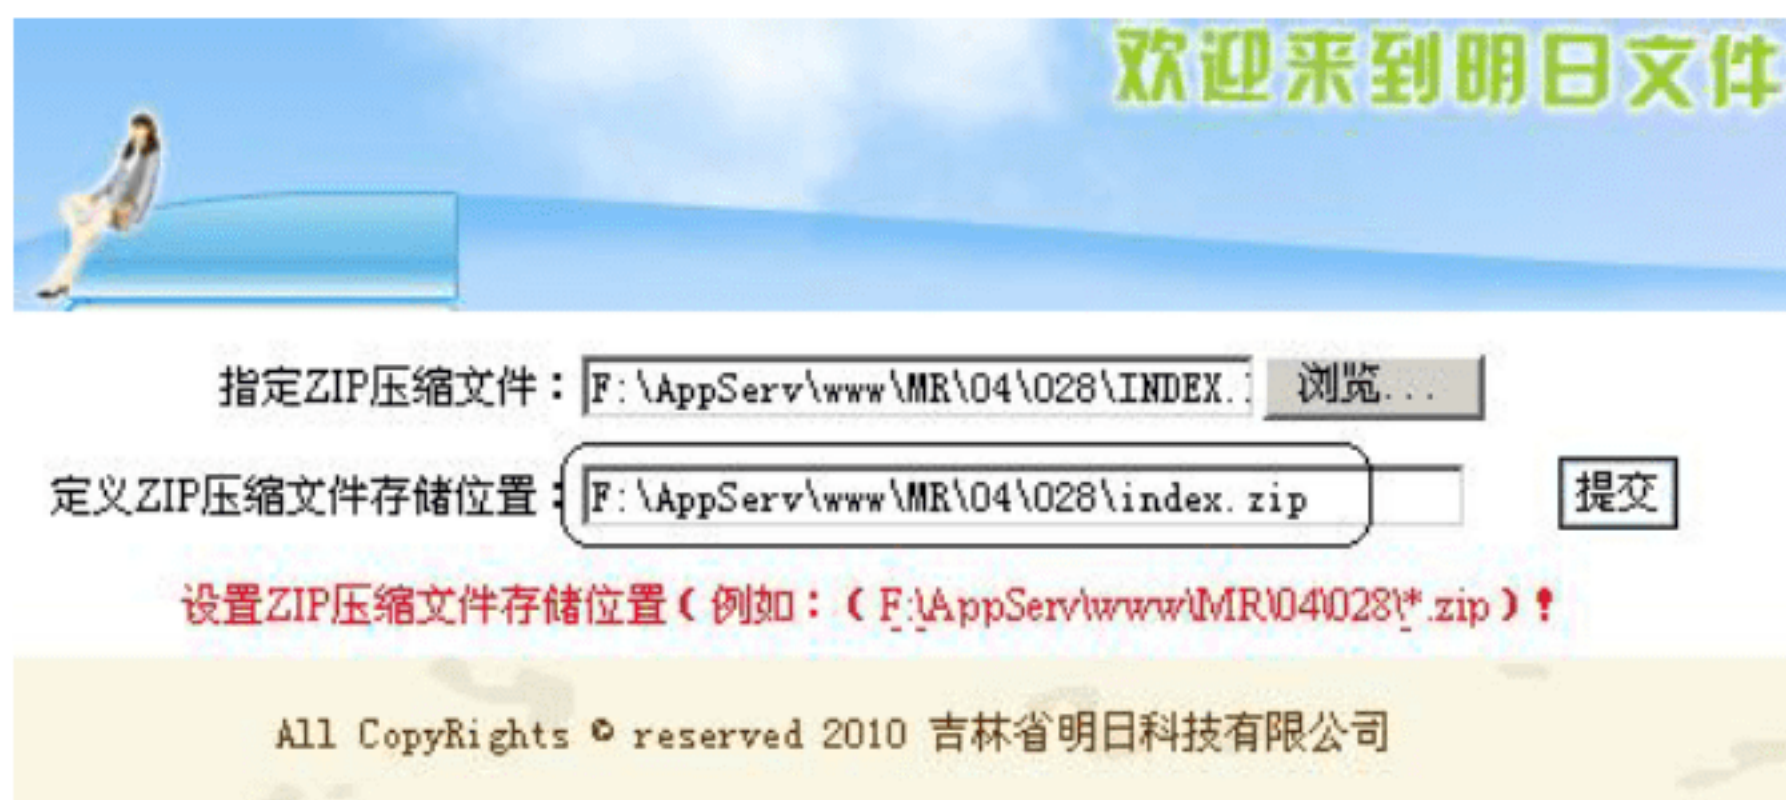 欢迎来到明日文件
指定ZIP压缩文件：F:\AppServ\www\MR\04\028\INDEX. 浏览...
定义ZIP压缩文件存储位置：F:\AppServ\www\MR\04\028\index.zip 提交
设置ZIP压缩文件存储位置（例如：（F:\AppServ\www\MR\04\028\*.zip）！
All CopyRights © reserved 2010 吉林省明日科技有限公司